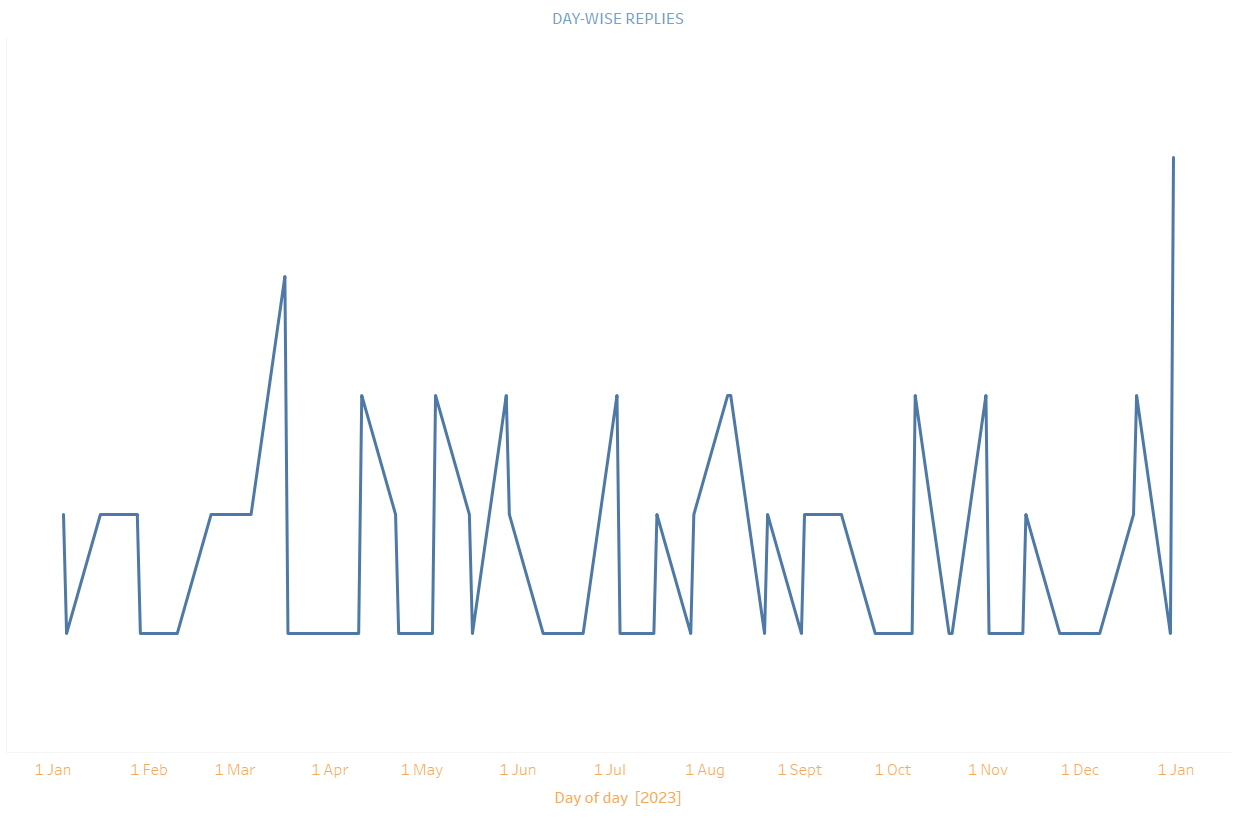 DAY-WISE REPLIES
1 Jan 1 Feb 1 Mar 1 Apr 1 May 1 Jun 1 Jul 1 Aug 1 Sept 1 Oct 1 Nov 1 Dec 1 Jan
Day of day [2023]